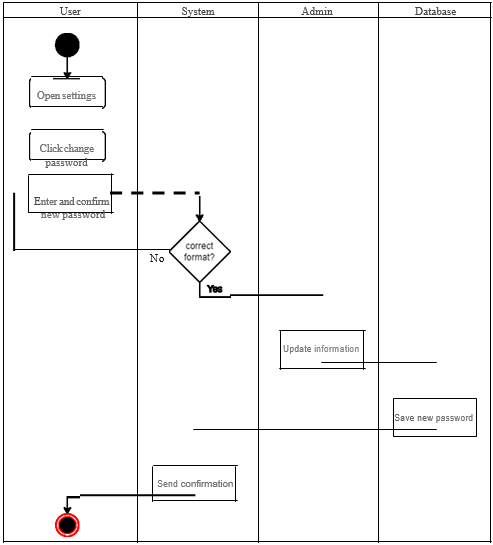 User
System
Admin
Database
Open settings
Click change
password
Enter and confirm
new password
correct
format?
No
Yes
Update information
Save new password
Send confirmation